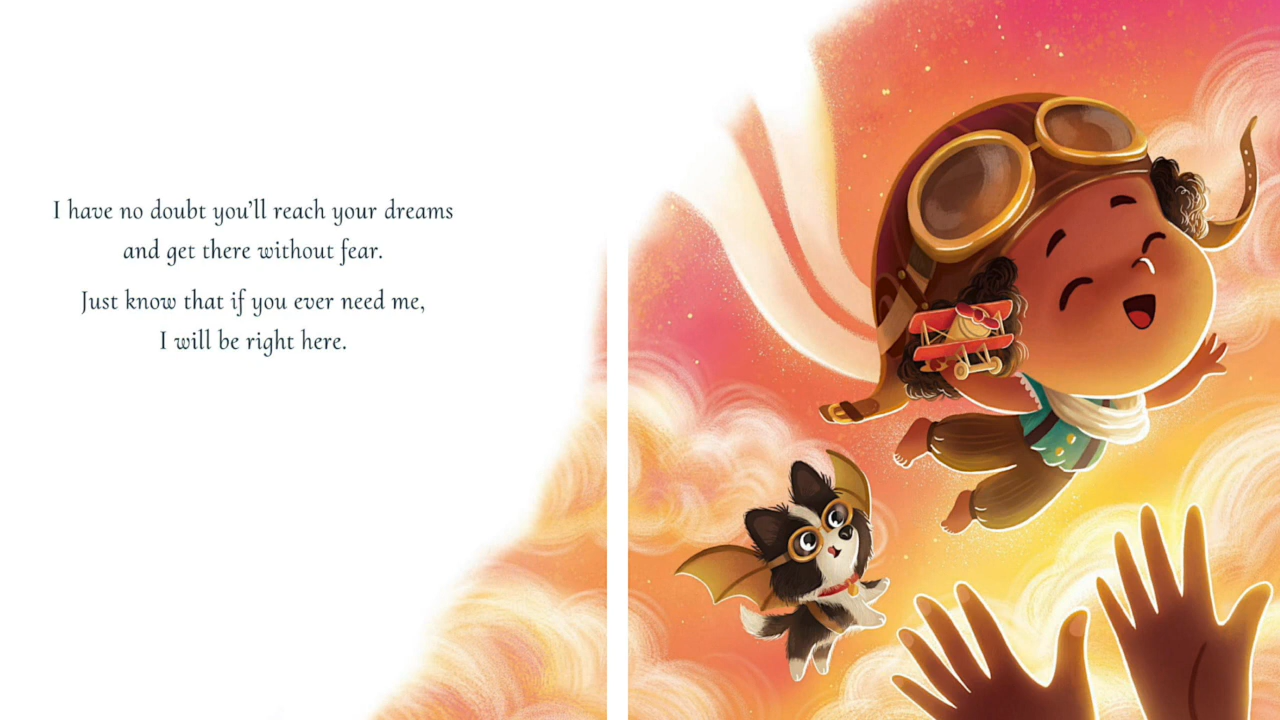 I have no doubt you’ll reach your dreams
and get there without fear.
Just know that if you ever need me,
I will be right here.